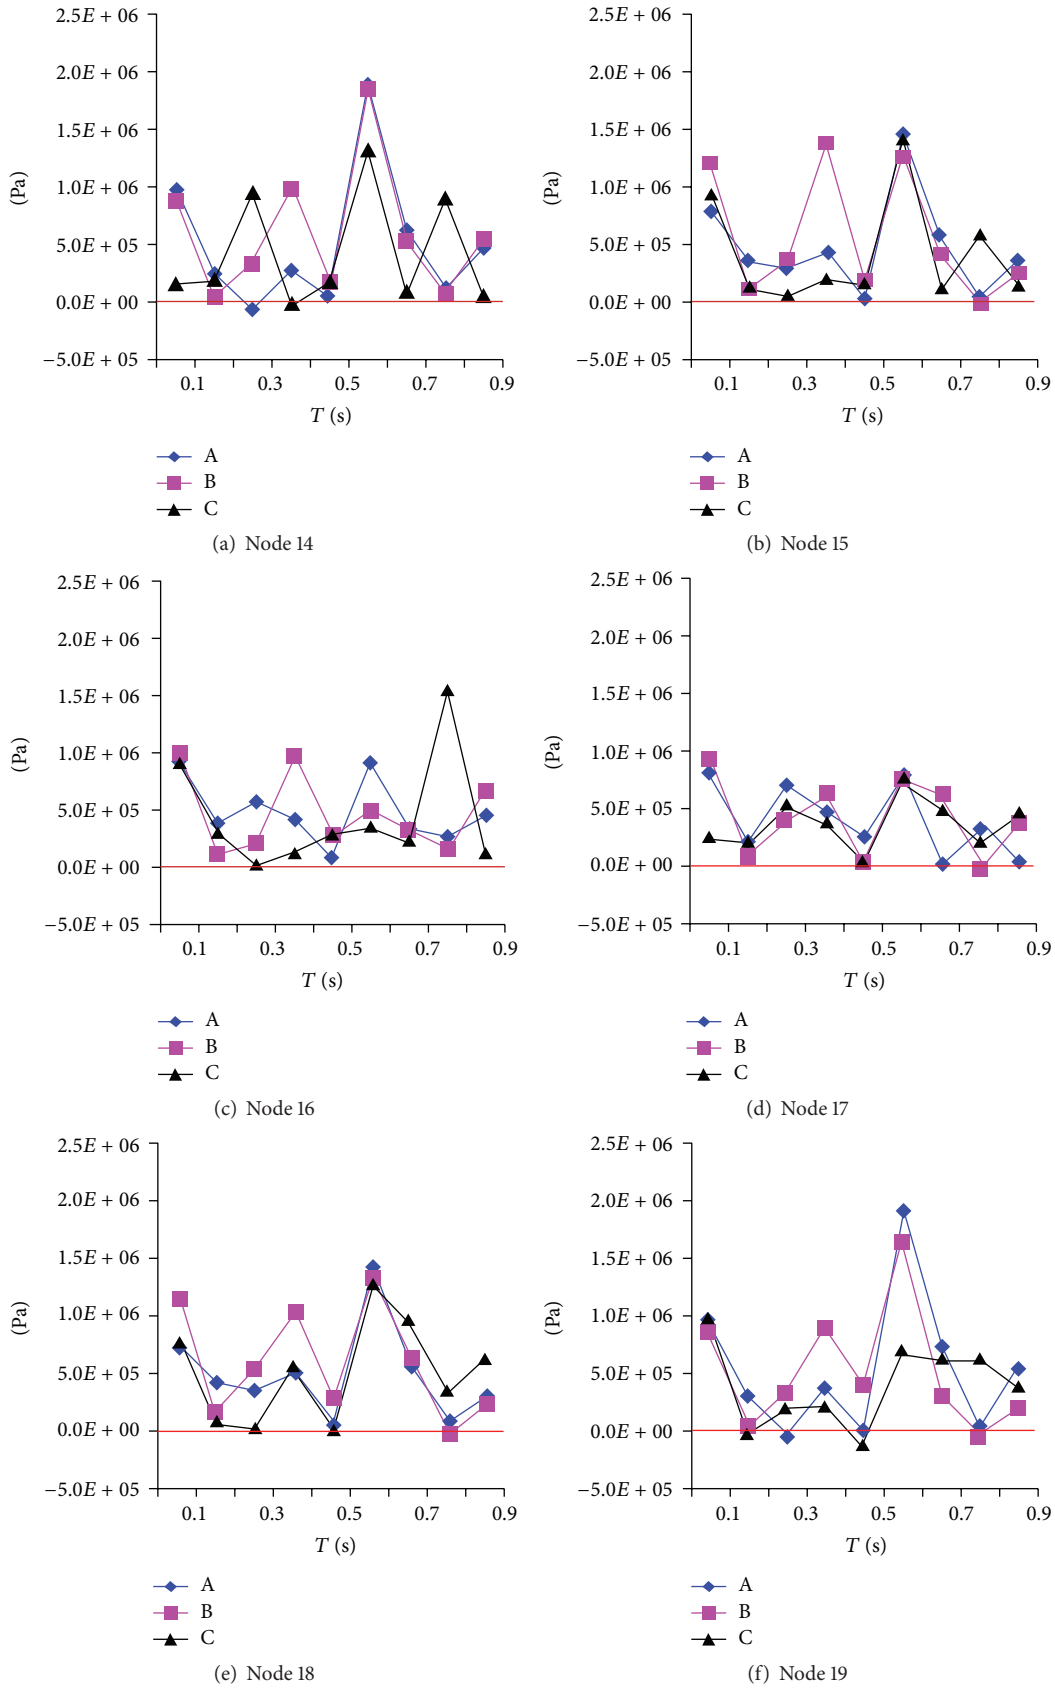 2.5E + 06
2.0E + 06
1.5E + 06
1.0E + 06
5.0E + 05
0.0E + 00
−5.0E + 05
(Pa)
0.1 0.3 0.5 0.7 0.9
T (s)
A
B
C
(a) Node 14
2.5E + 06
2.0E + 06
1.5E + 06
1.0E + 06
5.0E + 05
0.0E + 00
−5.0E + 05
(Pa)
0.1 0.3 0.5 0.7 0.9
T (s)
A
B
C
(b) Node 15
2.5E + 06
2.0E + 06
1.5E + 06
1.0E + 06
5.0E + 05
0.0E + 00
−5.0E + 05
(Pa)
0.1 0.3 0.5 0.7 0.9
T (s)
A
B
C
(c) Node 16
2.5E + 06
2.0E + 06
1.5E + 06
1.0E + 06
5.0E + 05
0.0E + 00
−5.0E + 05
(Pa)
0.1 0.3 0.5 0.7 0.9
T (s)
A
B
C
(d) Node 17
2.5E + 06
2.0E + 06
1.5E + 06
1.0E + 06
5.0E + 05
0.0E + 00
−5.0E + 05
(Pa)
0.1 0.3 0.5 0.7 0.9
T (s)
A
B
C
(e) Node 18
2.5E + 06
2.0E + 06
1.5E + 06
1.0E + 06
5.0E + 05
0.0E + 00
−5.0E + 05
(Pa)
0.1 0.3 0.5 0.7 0.9
T (s)
A
B
C
(f) Node 19